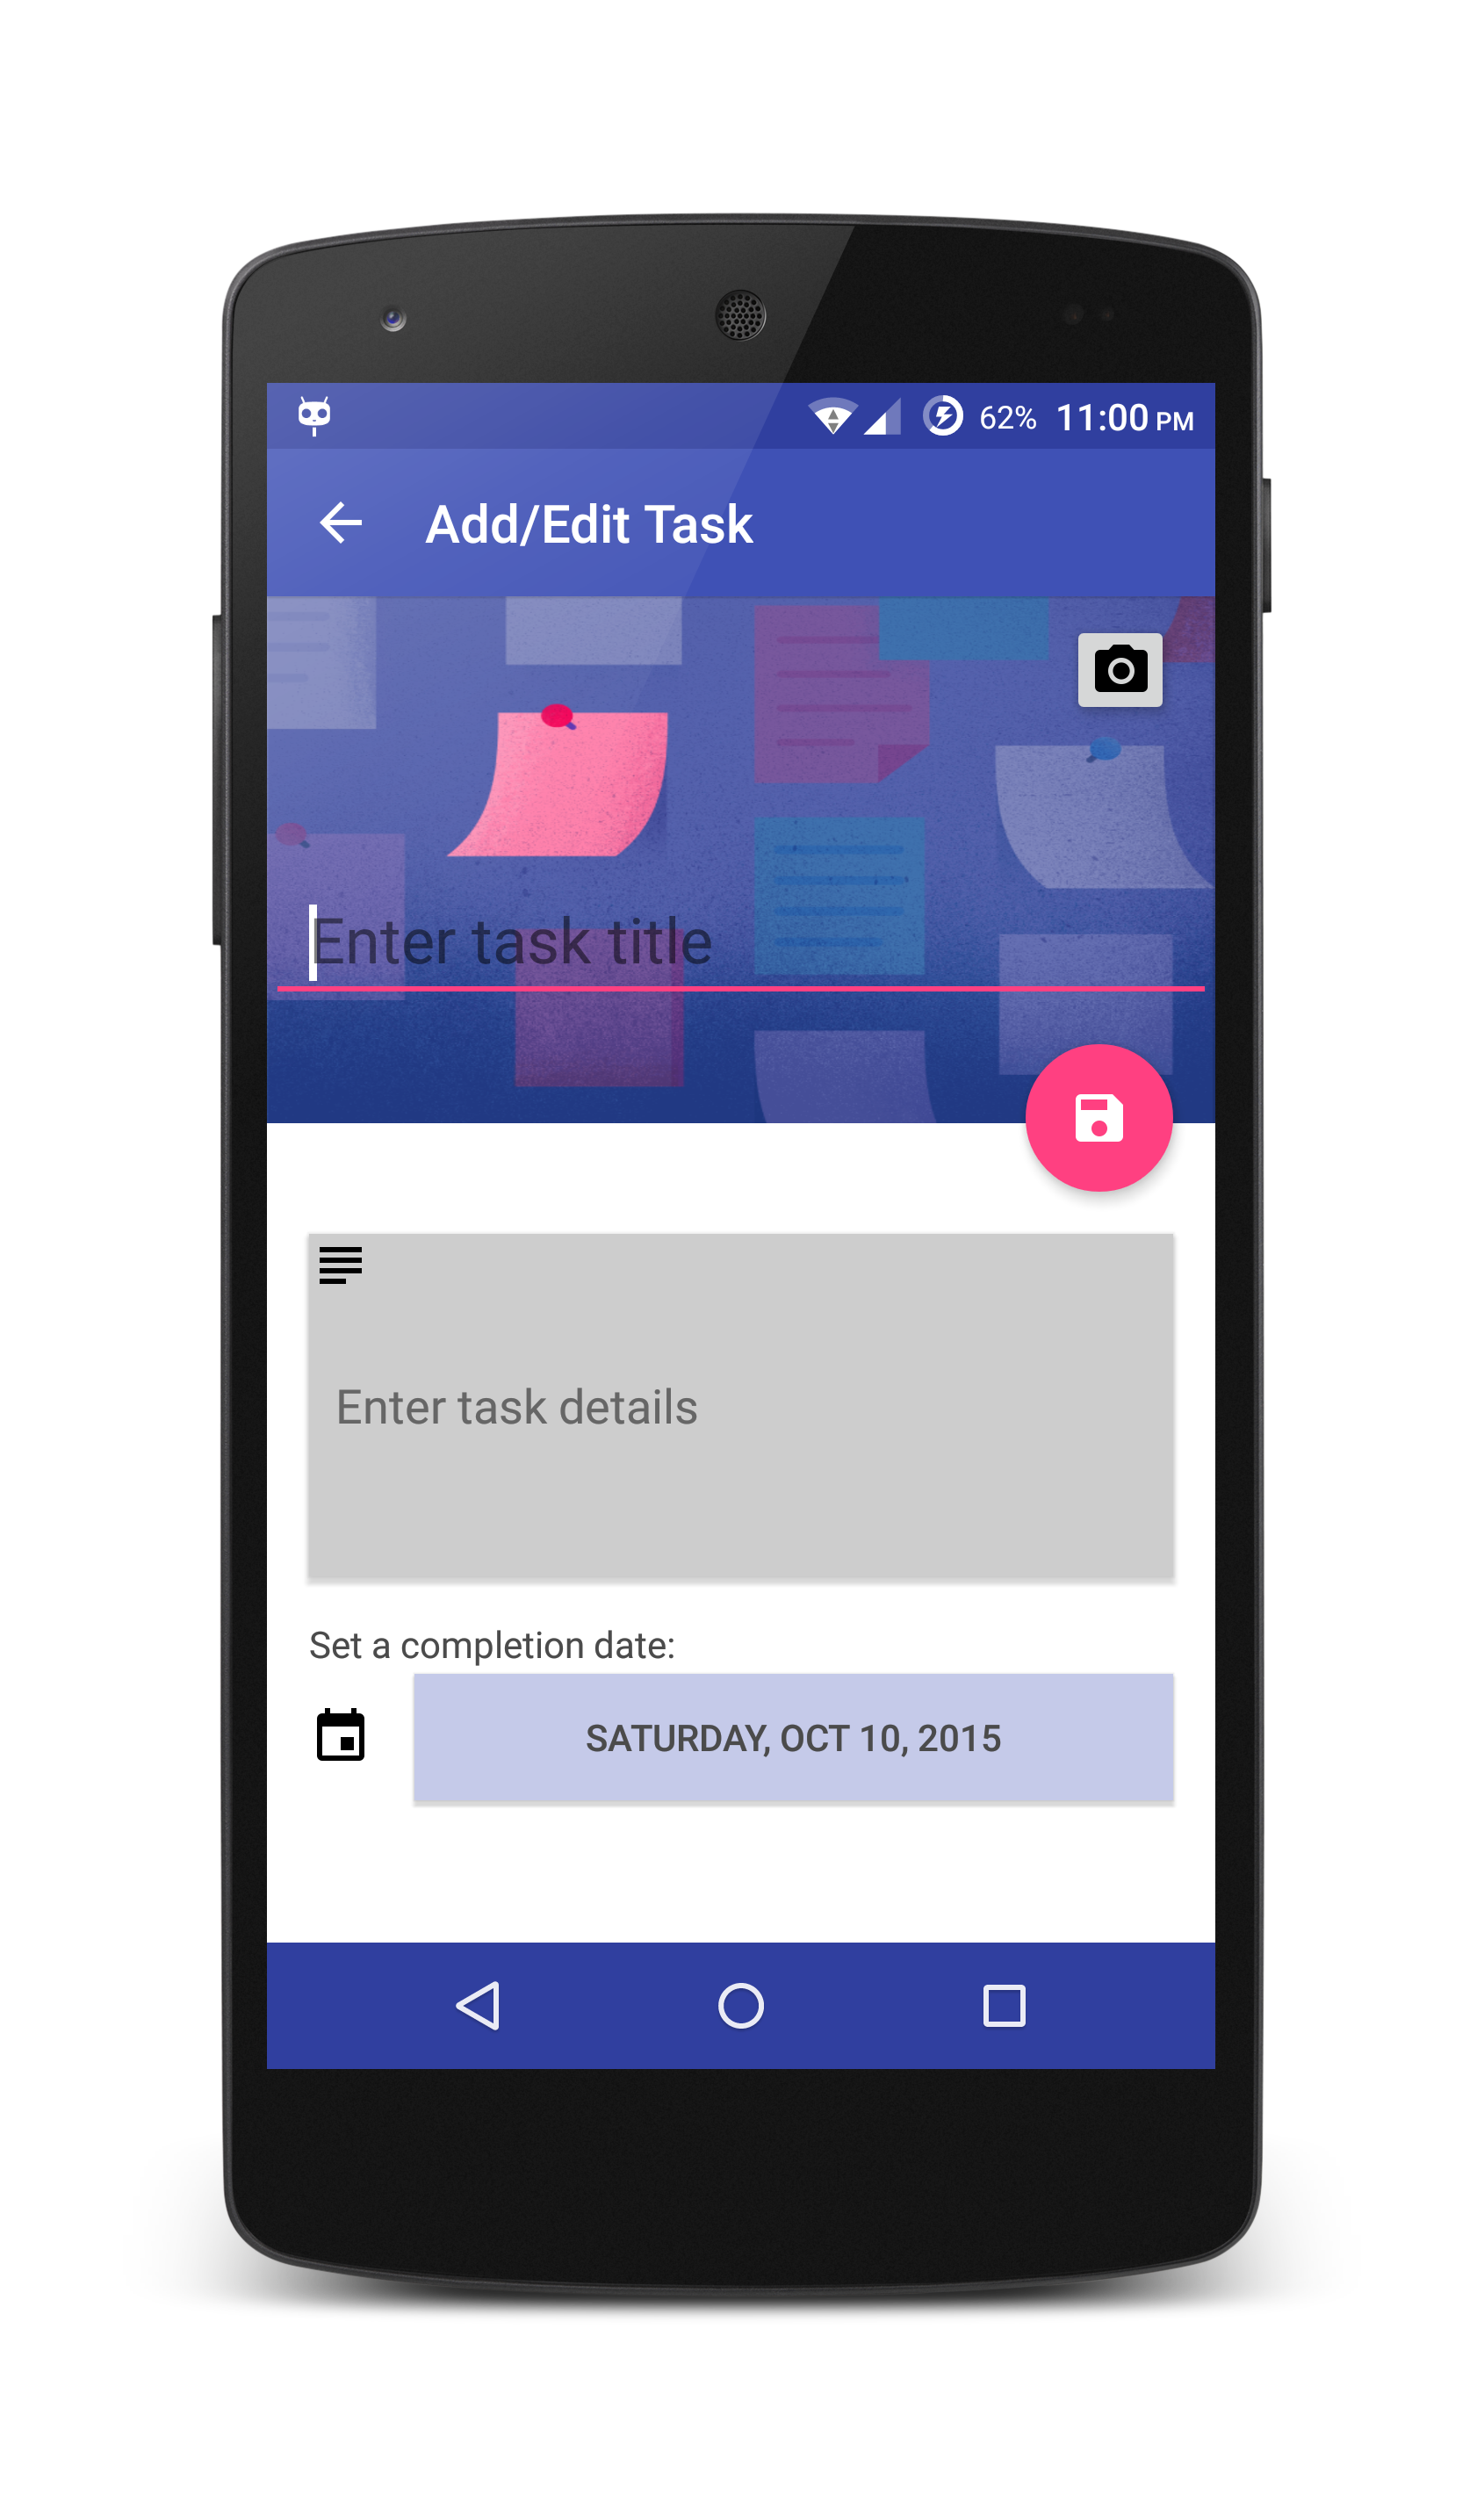 62% 11:00 PM
Add/Edit Task
Enter task title
Enter task details
Set a completion date:
SATURDAY, OCT 10, 2015